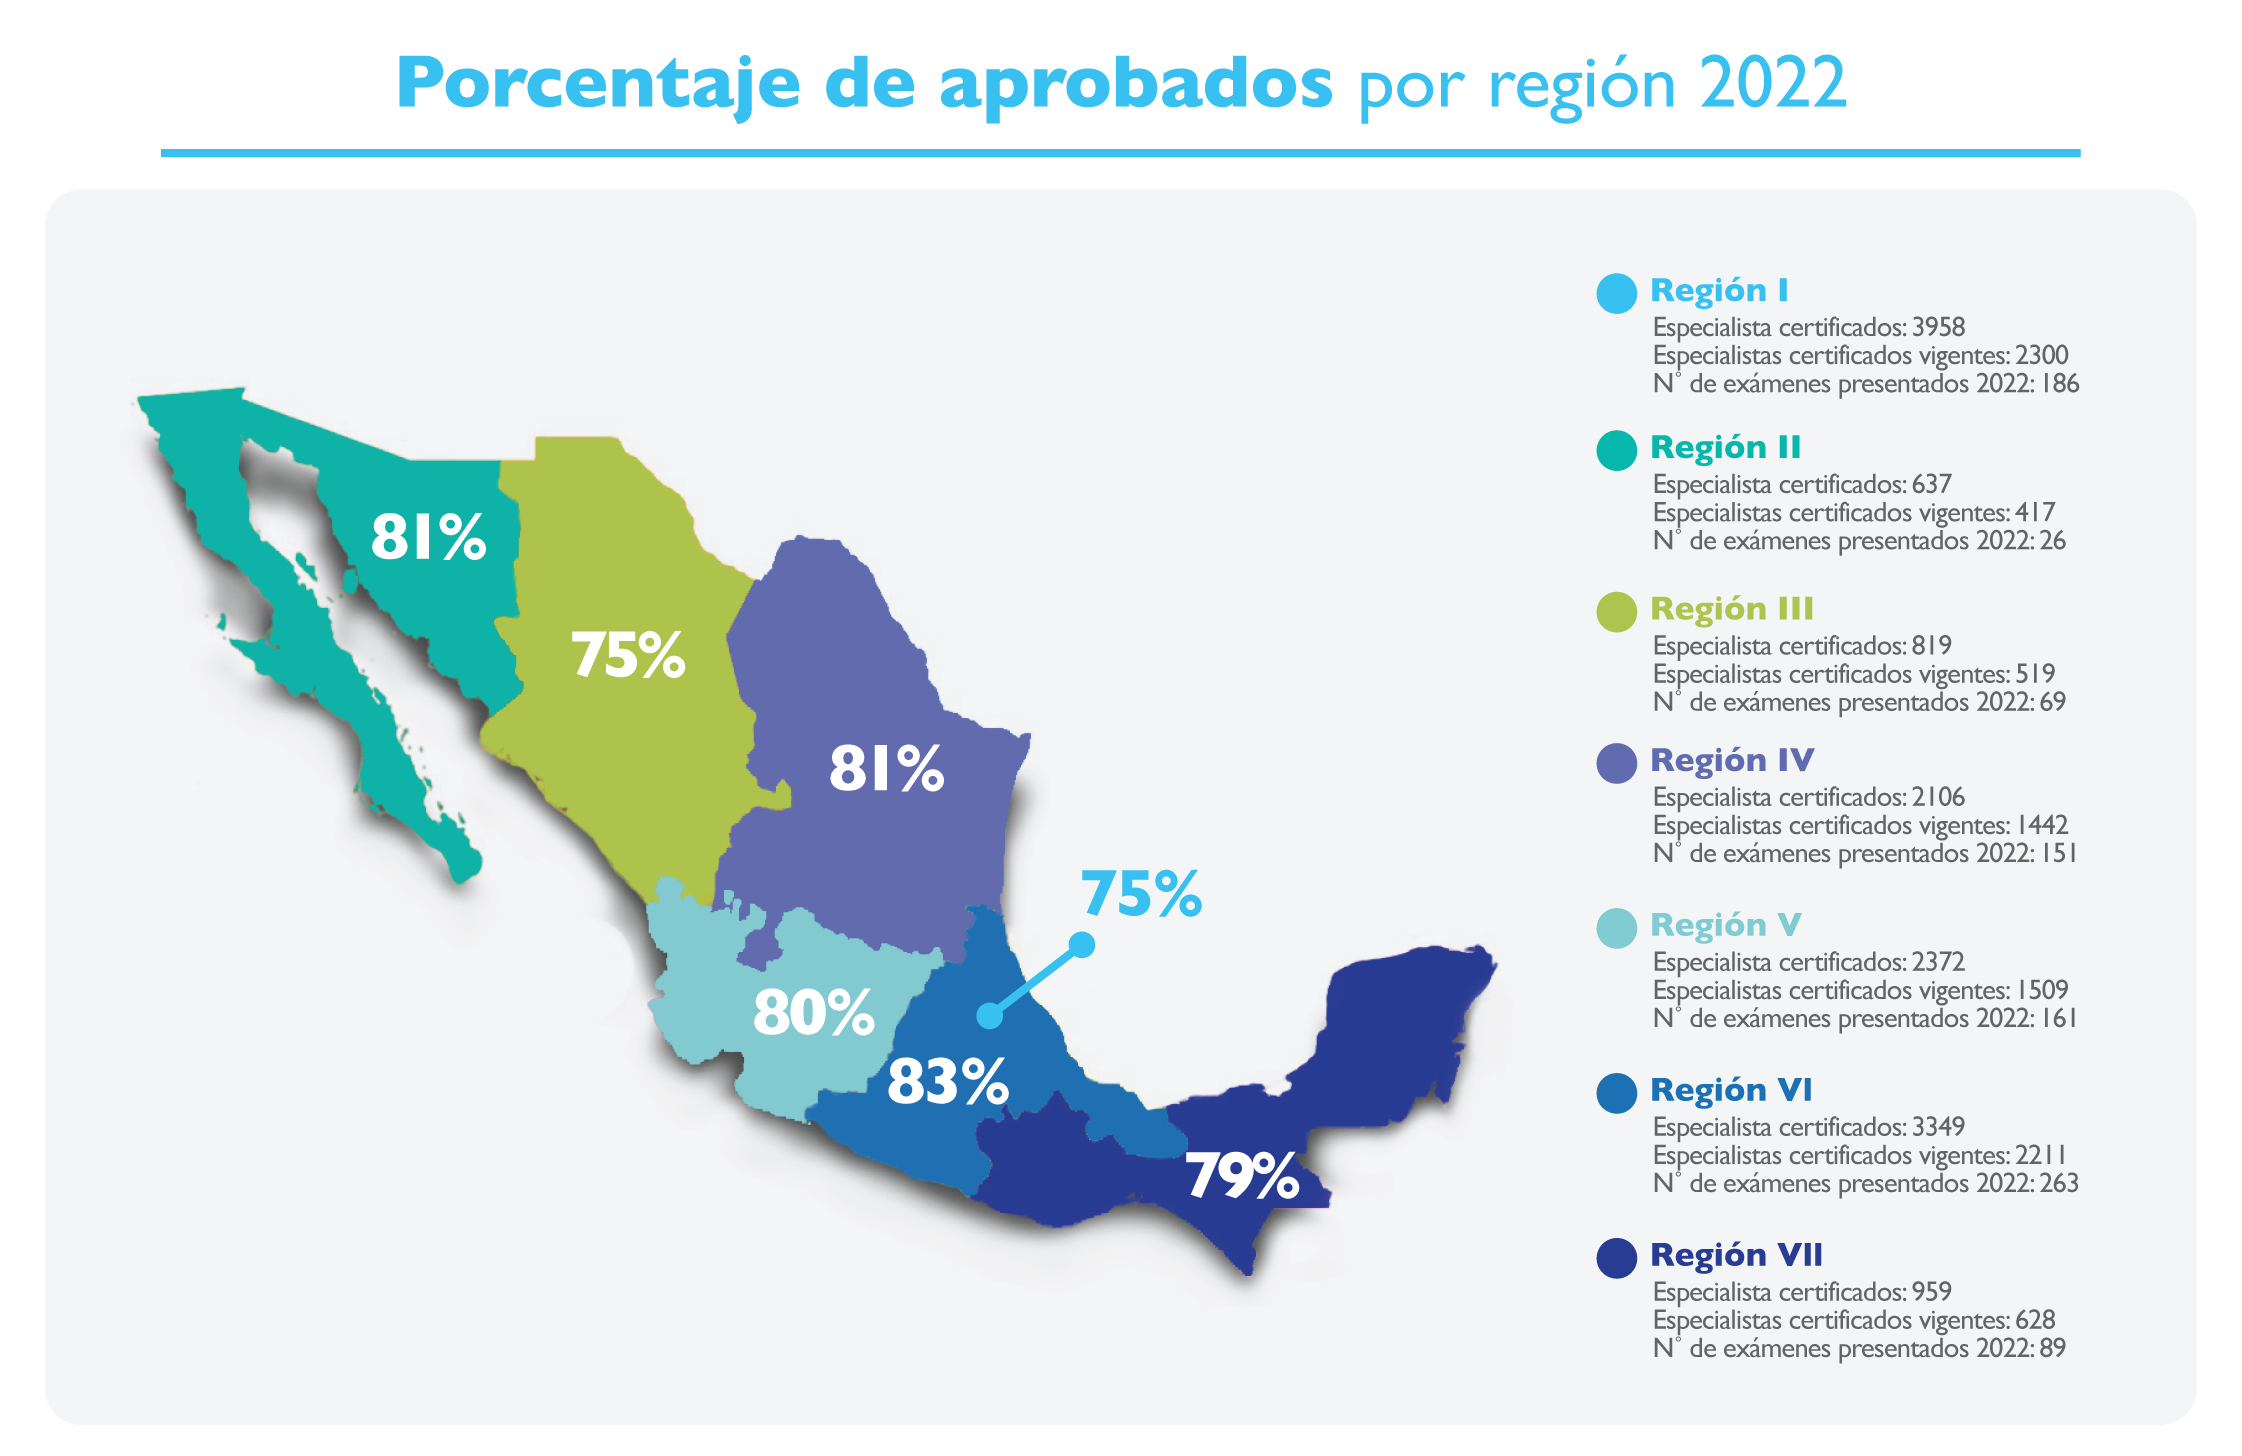 Porcentaje de aprobados por región 2022
81%
75%
81%
75%
80%
83%
79%
Región I
Especialista certificados: 3958
Especialistas certificados vigentes: 2300
N° de exámenes presentados 2022: 186
Región II
Especialista certificados: 637
Especialistas certificados vigentes: 417
N° de exámenes presentados 2022: 26
Región III
Especialista certificados: 819
Especialistas certificados vigentes: 519
N° de exámenes presentados 2022: 69
Región IV
Especialista certificados: 2106
Especialistas certificados vigentes: 1442
N° de exámenes presentados 2022: 151
Región V
Especialista certificados: 2372
Especialistas certificados vigentes: 1509
N° de exámenes presentados 2022: 161
Región VI
Especialista certificados: 3349
Especialistas certificados vigentes: 2211
N° de exámenes presentados 2022: 263
Región VII
Especialista certificados: 959
Especialistas certificados vigentes: 628
N° de exámenes presentados 2022: 89